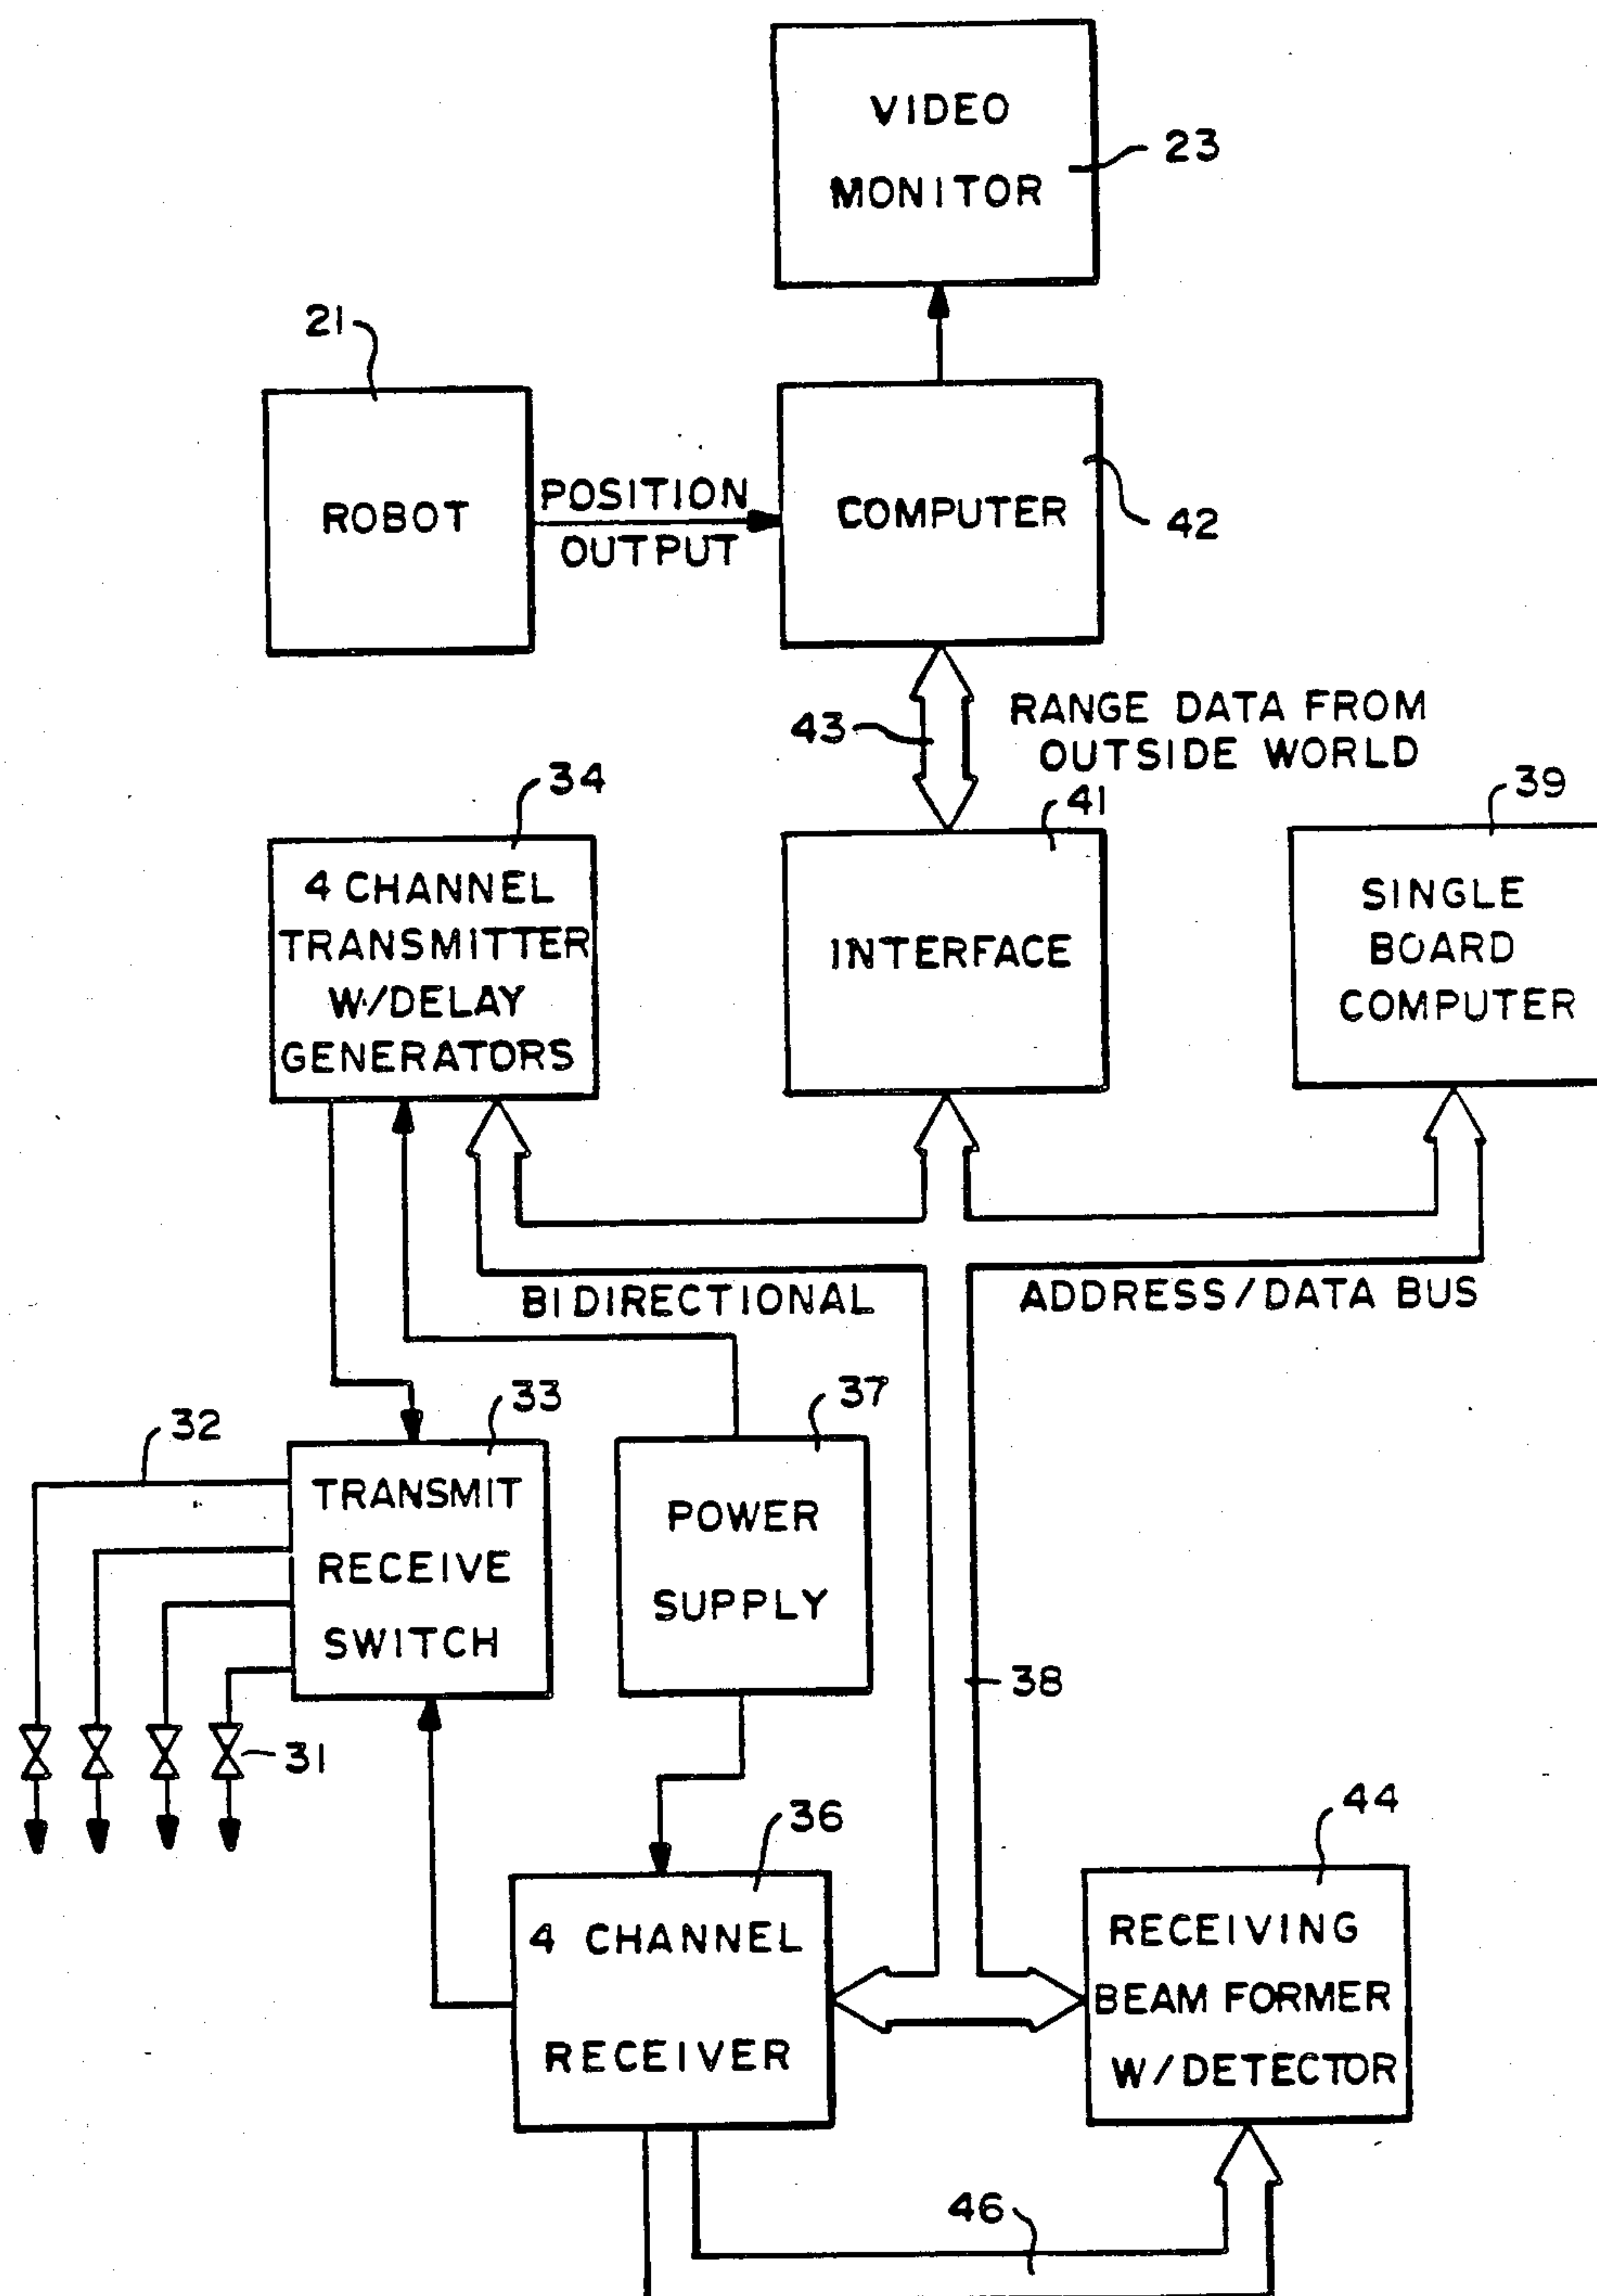 VIDEO
MONITOR
23
21
ROBOT
POSITION
OUTPUT
COMPUTER
42
43
RANGE DATA FROM
OUTSIDE WORLD
34
4 CHANNEL
TRANSMITTER
W/DELAY
GENERATORS
41
INTERFACE
39
SINGLE
BOARD
COMPUTER
BIDIRECTIONAL
ADDRESS/DATA BUS
32
33
TRANSMIT
RECEIVE
SWITCH
37
POWER
SUPPLY
38
31
36
4 CHANNEL
RECEIVER
44
RECEIVING
BEAM FORMER
W/DETECTOR
46